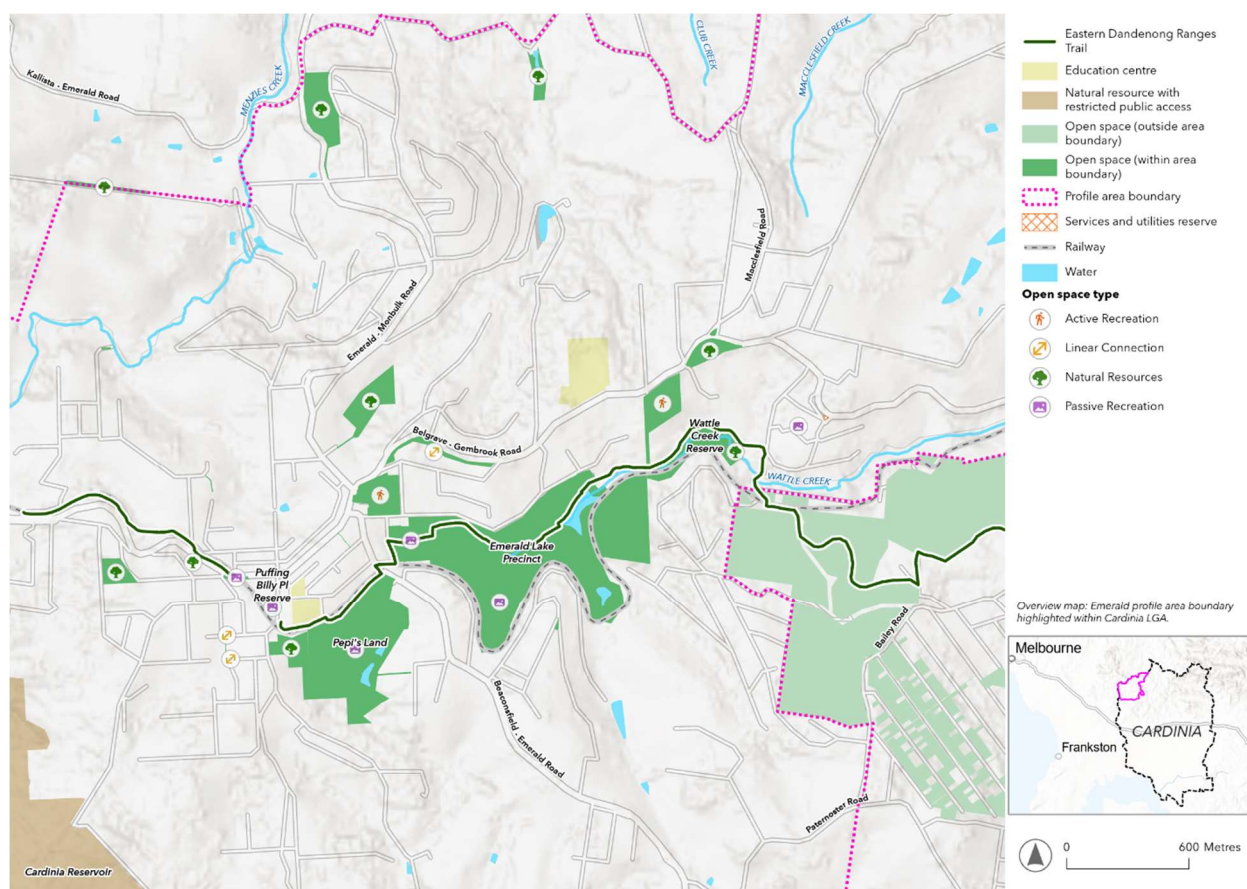 Kallista - Emerald Road
MENZIES CREEK
CLUB CREEK
MACCLESFIELD CREEK
Macclesfield Road
Emerald - Monbulk Road
Belgrave - Gembrook Road
Wattle
Creek
Reserve
WATTLE CREEK
Emerald Lake
Precinct
Puffing
Billy Pl
Reserve
Pepi's Land
Bailey Road
Beaconsfield - Emerald Road
Paternoster Road
Cardinia Reservoir
Eastern Dandenong Ranges
Trail
Education centre
Natural resource with
restricted public access
Open space (outside area
boundary)
Open space (within area
boundary)
Profile area boundary
Services and utilities reserve
Railway
Water
Open space type
Active Recreation
Linear Connection
Natural Resources
Passive Recreation
Overview map: Emerald profile area boundary
highlighted within Cardinia LGA.
Melbourne
CARDINIA
Frankston
0 600 Metres